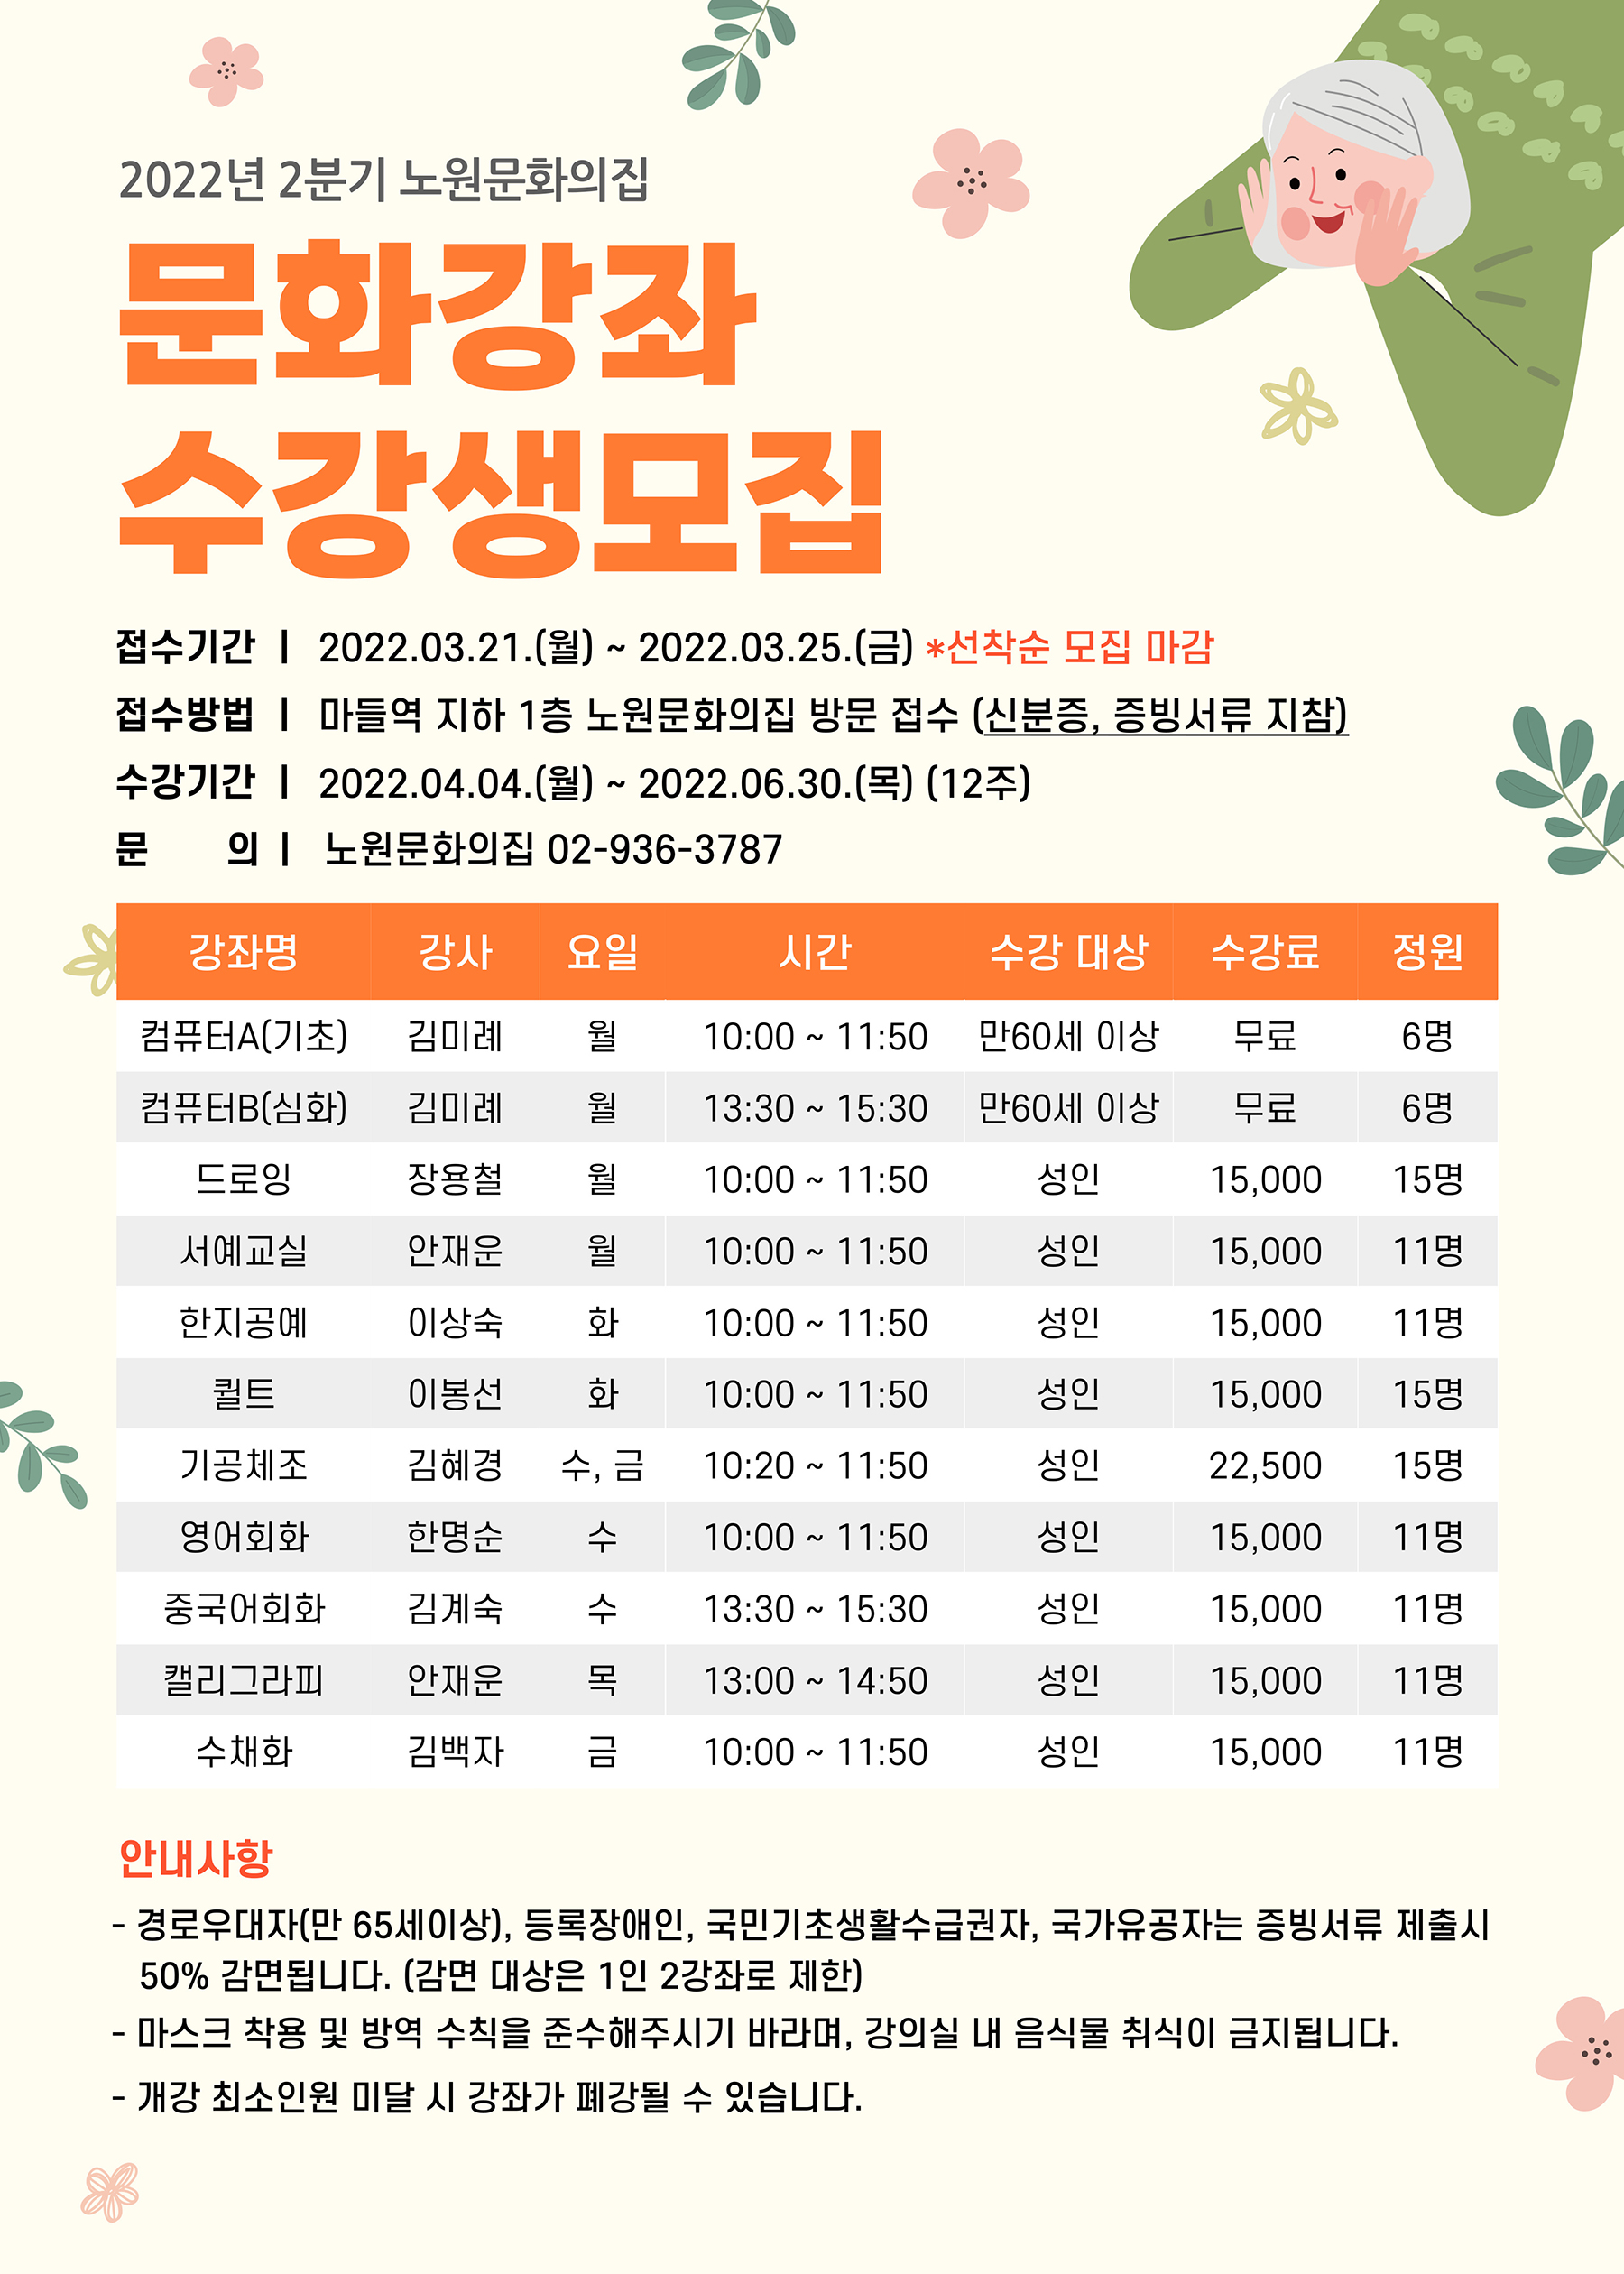 2022년 2분기 노원문화의집
문화강좌
수강생모집
접수기간 | 2022.03.21.(월) ~ 2022.03.25.(금) *선착순 모집 마감
접수방법 | 마들역 지하 1층 노원문화의집 방문 접수 (신분증, 증빙서류 지참)
수강기간 | 2022.04.04.(월) ~ 2022.06.30.(목) (12주)
문 의 | 노원문화의집 02-936-3787
강좌명 강사 요일 시간 수강 대상 수강료 정원
컴퓨터A(기초) 김미례 월 10:00 ~ 11:50 만60세 이상 무료 6명
컴퓨터B(심화) 김미례 월 13:30 ~ 15:30 만60세 이상 무료 6명
드로잉 장용철 월 10:00 ~ 11:50 성인 15,000 15명
서예교실 안재운 월 10:00 ~ 11:50 성인 15,000 11명
한지공예 이상숙 화 10:00 ~ 11:50 성인 15,000 11명
퀼트 이봉선 화 10:00 ~ 11:50 성인 15,000 15명
기공체조 김혜경 수, 금 10:20 ~ 11:50 성인 22,500 15명
영어회화 한명순 수 10:00 ~ 11:50 성인 15,000 11명
중국어회화 김계숙 수 13:30 ~ 15:30 성인 15,000 11명
캘리그라피 안재운 목 13:00 ~ 14:50 성인 15,000 11명
수채화 김백자 금 10:00 ~ 11:50 성인 15,000 11명
안내사항
- 경로우대자(만 65세이상), 등록장애인, 국민기초생활수급권자, 국가유공자는 증빙서류 제출시
50% 감면됩니다. (감면 대상은 1인 2강좌로 제한)
- 마스크 착용 및 방역 수칙을 준수해주시기 바라며, 강의실 내 음식물 취식이 금지됩니다.
- 개강 최소인원 미달 시 강좌가 폐강될 수 있습니다.